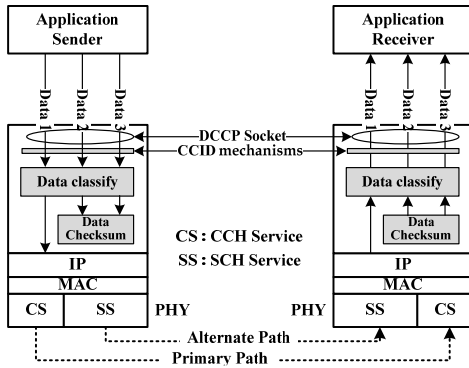 Application
Sender
Application
Receiver
Data 1
Data 2
Data 3
Data 1
Data 2
Data 3
DCCP Socket
CCID mechanisms
Data classify
Data classify
Data
Checksum
Data
Checksum
CS : CCH Service
SS : SCH Service
IP
IP
MAC
MAC
CS
SS
PHY
PHY
SS
CS
Alternate Path
Primary Path